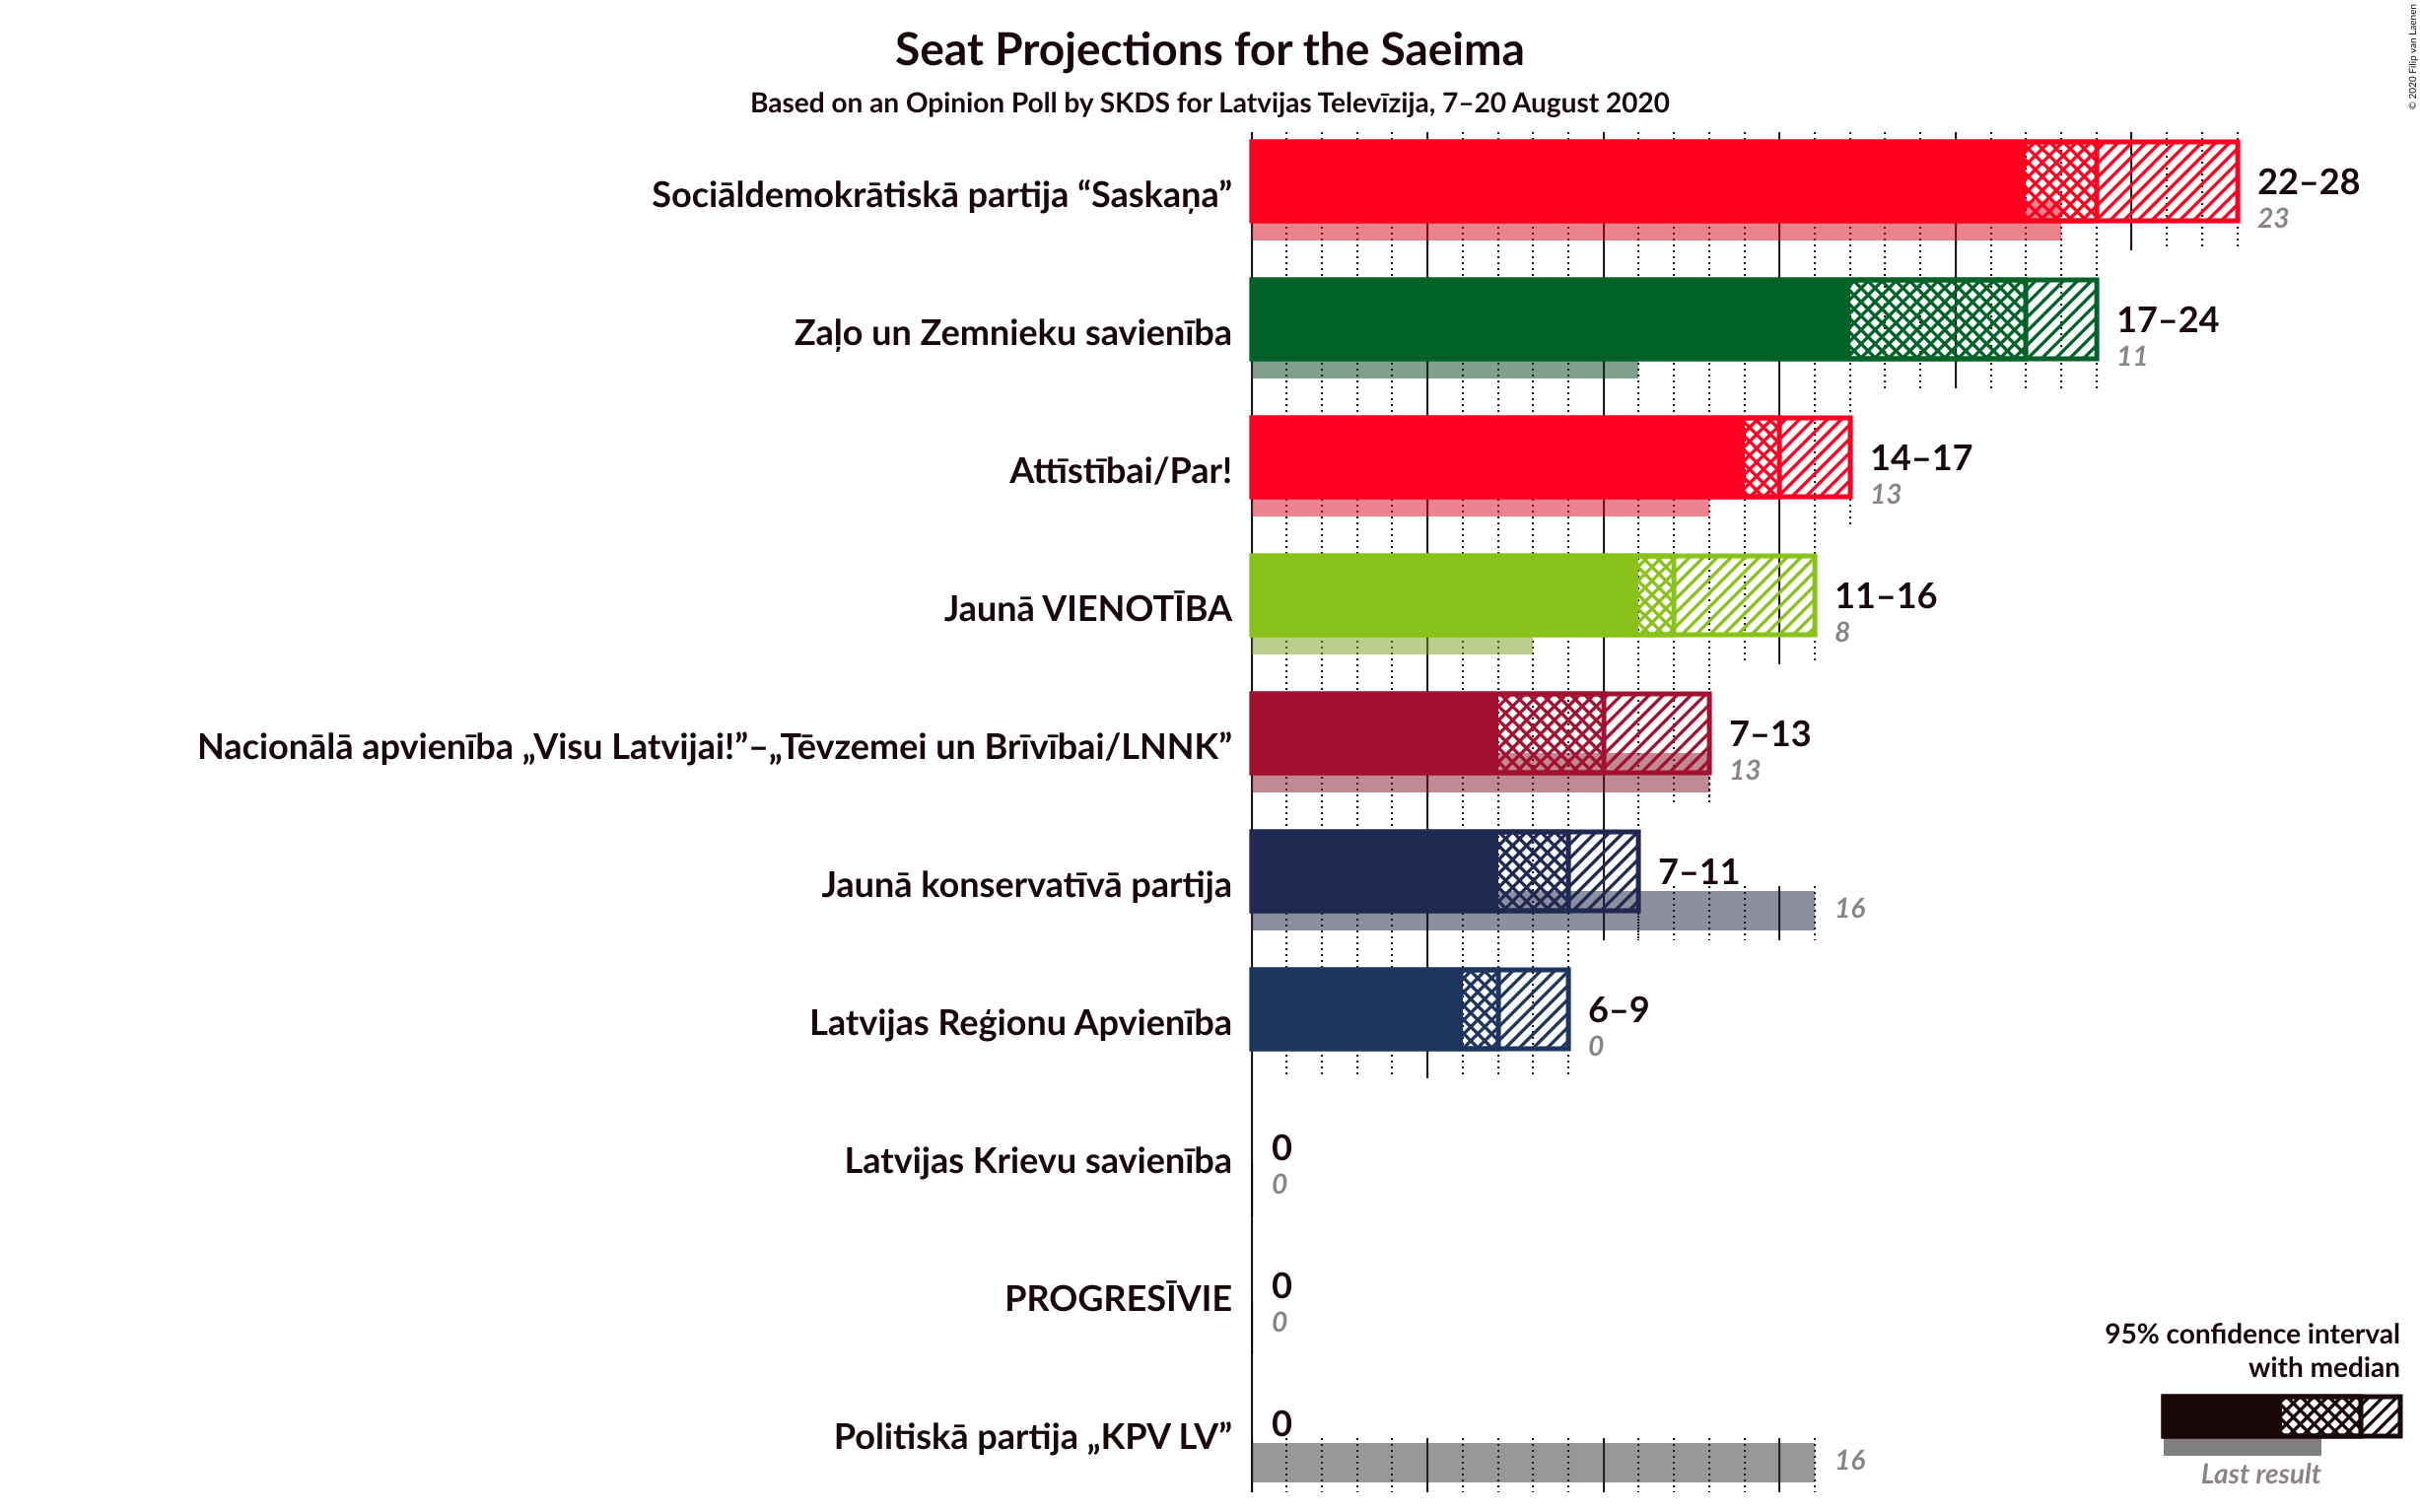 Seat Projections for the Saeima
Based on an Opinion Poll by SKDS for Latvijas Televīzija, 7–20 August 2020
© 2020 Filip van Laenen
Sociāldemokrātiskā partija “Saskaņa”
22–28
23
Zaļo un Zemnieku savienība
17–24
11
Attīstībai/Par!
14–17
13
Jaunā VIENOTĪBA
11–16
8
Nacionālā apvienība „Visu Latvijai!”–„Tēvzemei un Brīvībai/LNNK”
7–13
13
Jaunā konservatīvā partija
7–11
16
Latvijas Reģionu Apvienība
6–9
0
Latvijas Krievu savienība
0
0
PROGRESĪVIE
0
0
Politiskā partija „KPV LV”
0
16
95% confidence interval
with median
Last result